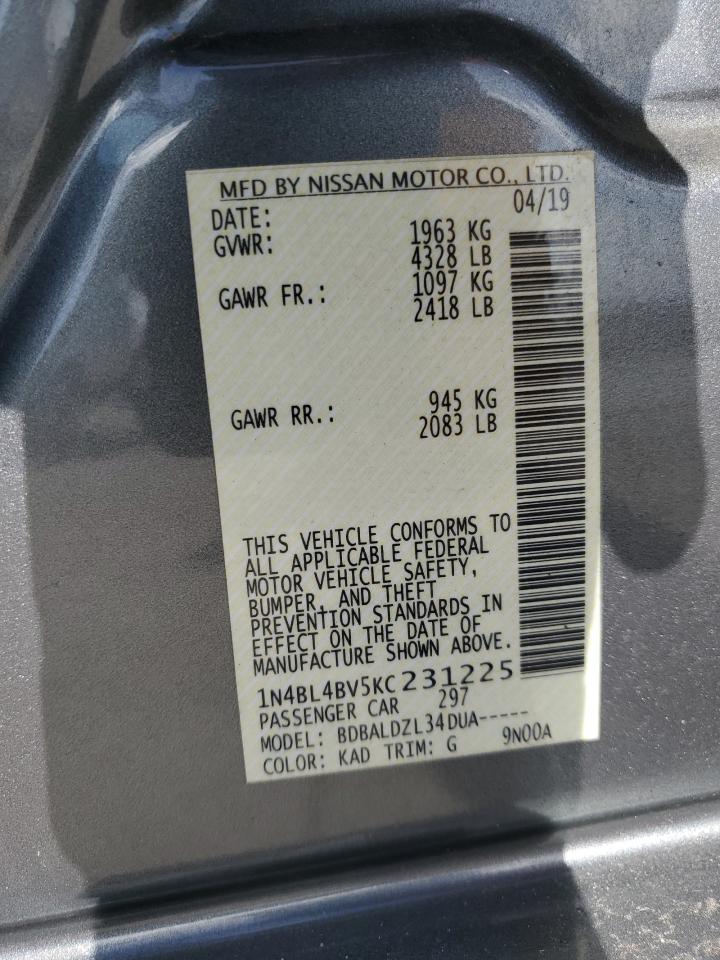 MFD BY NISSAN MOTOR CO., LTD.
DATE: 04/19
GVWR: 1963 KG
4328 LB
GAWR FR.: 1097 KG
2418 LB
GAWR RR.: 945 KG
2083 LB
THIS VEHICLE CONFORMS TO
ALL APPLICABLE FEDERAL
MOTOR VEHICLE SAFETY,
BUMPER, AND THEFT
PREVENTION STANDARDS IN
EFFECT ON THE DATE OF
MANUFACTURE SHOWN ABOVE.
1N4BL4BV5KC231225
PASSENGER CAR 297
MODEL: BDBALDZL34DUA-----
COLOR: KAD TRIM: G 9N00A